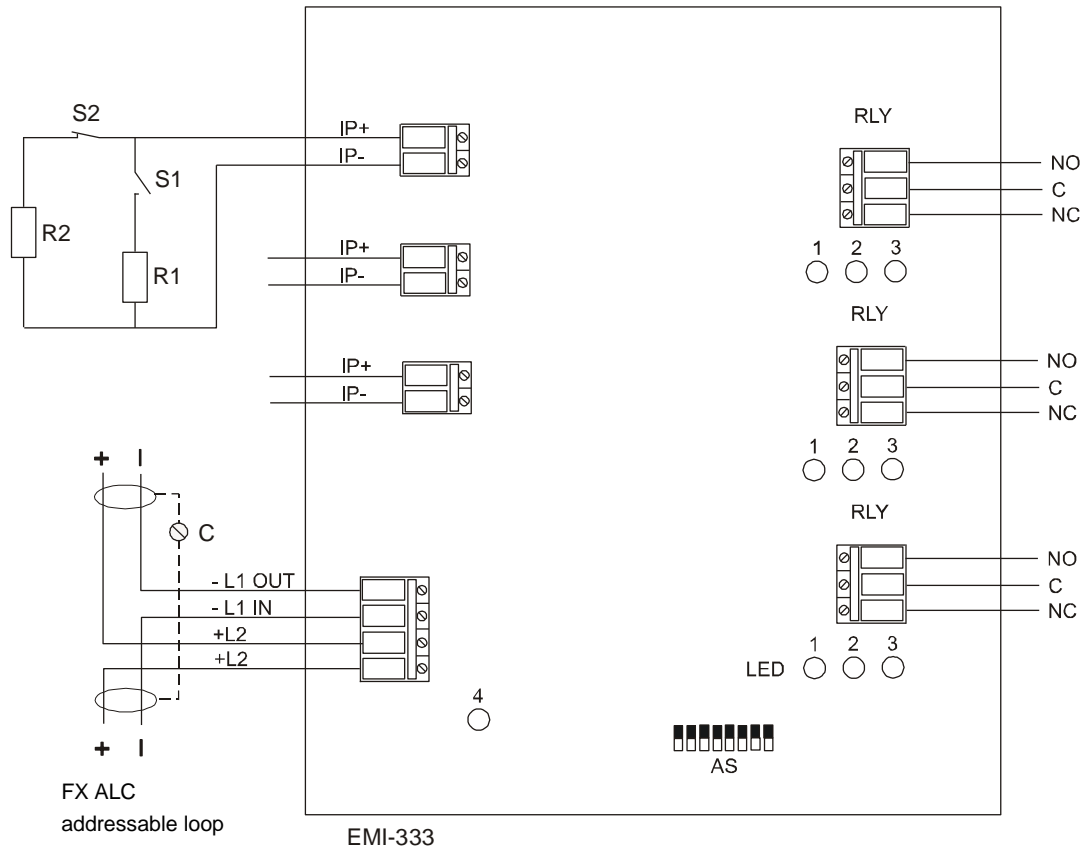 S2
S1
R2
R1
IP+
IP-
IP+
IP-
IP+
IP-
RLY
NO
C
NC
1 2 3
RLY
NO
C
NC
1 2 3
RLY
NO
C
NC
1 2 3
LED
+ -
C
- L1 OUT
- L1 IN
+L2
+L2
+ -
4
AS
FX ALC
addressable loop
EMI-333